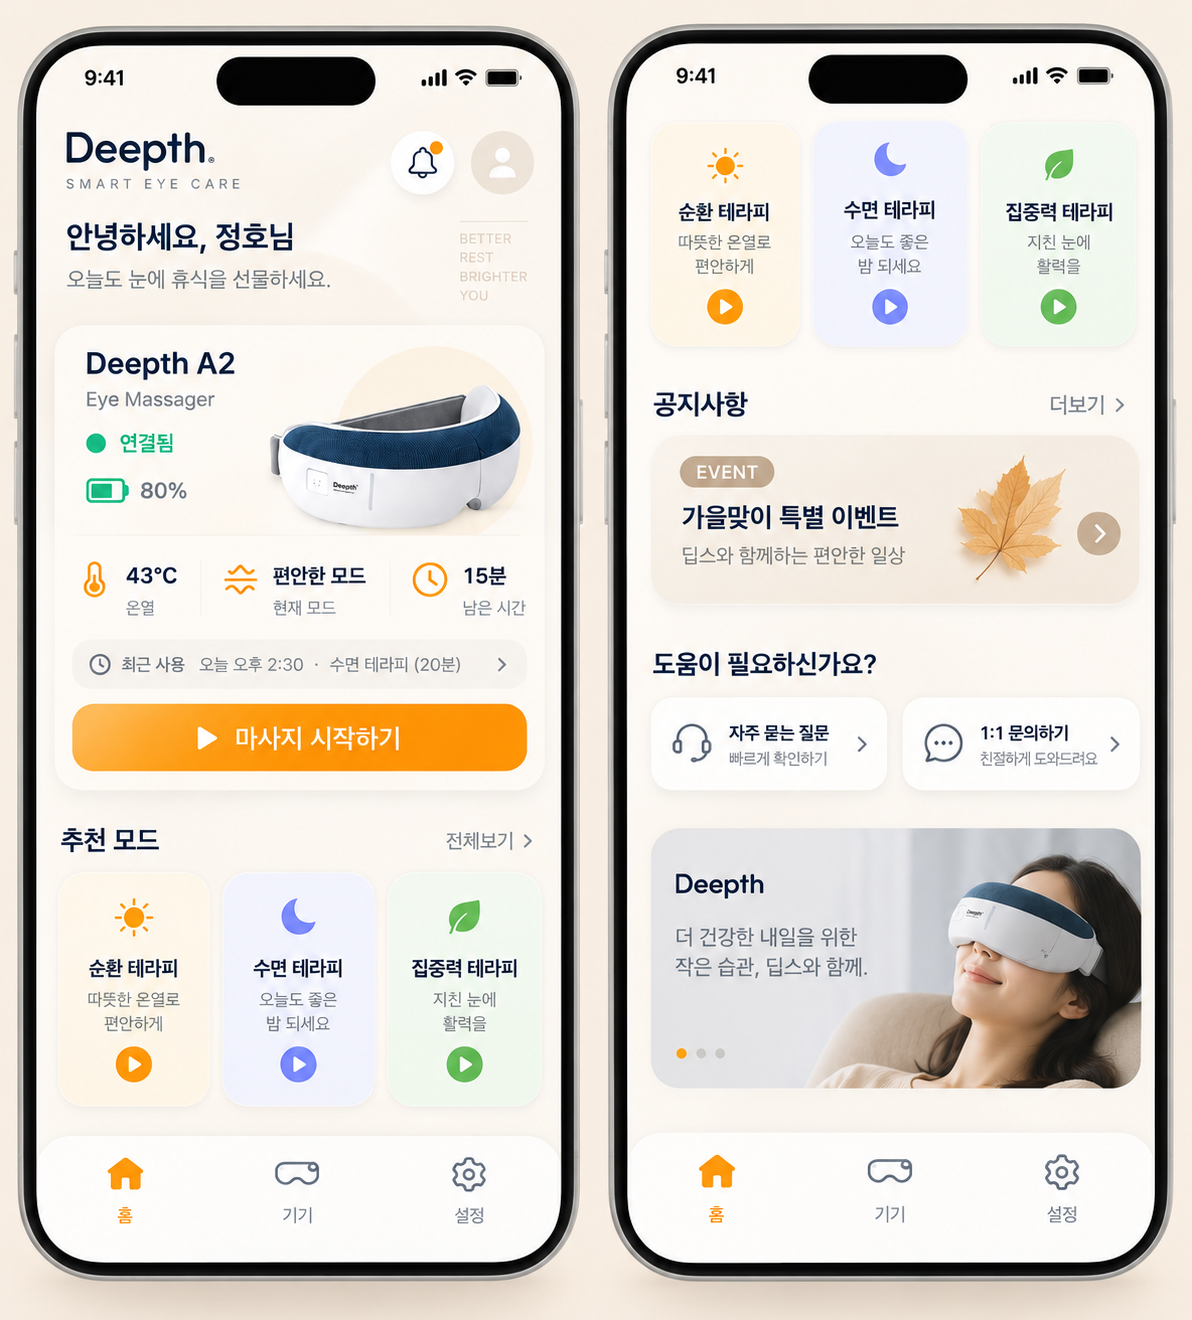 9:41
Deepth®
SMART EYE CARE
안녕하세요, 정호님
오늘도 눈에 휴식을 선물하세요.
BETTER
REST
BRIGHTER
YOU
Deepth A2
Eye Massager
연결됨
80%
Deepth
43°C
온열
편안한 모드
현재 모드
15분
남은 시간
최근 사용 오늘 오후 2:30 · 수면 테라피 (20분)
마사지 시작하기
추천 모드
전체보기
순환 테라피
따뜻한 온열로
편안하게
수면 테라피
오늘도 좋은
밤 되세요
집중력 테라피
지친 눈에
활력을
홈
기기
설정
9:41
순환 테라피
따뜻한 온열로
편안하게
수면 테라피
오늘도 좋은
밤 되세요
집중력 테라피
지친 눈에
활력을
공지사항
더보기
EVENT
가을맞이 특별 이벤트
딥스와 함께하는 편안한 일상
도움이 필요하신가요?
자주 묻는 질문
빠르게 확인하기
1:1 문의하기
친절하게 도와드려요
Deepth
더 건강한 내일을 위한
작은 습관, 딥스와 함께.
Deepth
홈
기기
설정